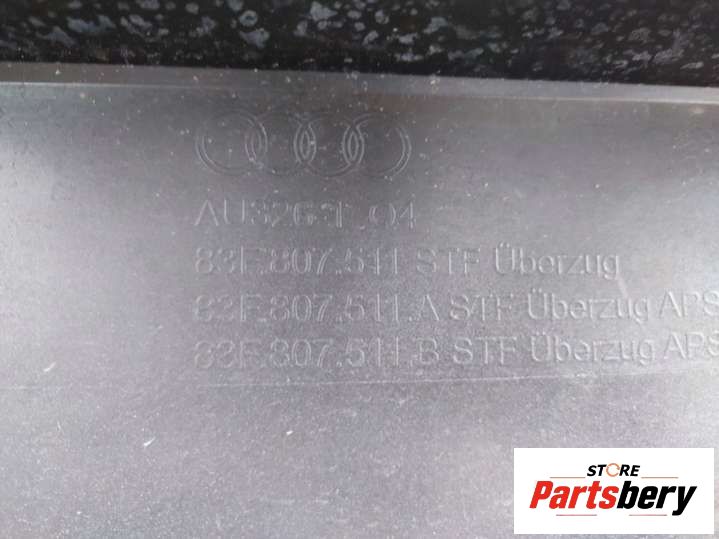 83F.807.511 STF Überzug
83F.807.511.A STF Überzug APS
83F.807.511.B STF Überzug APS
STORE
Partsbery